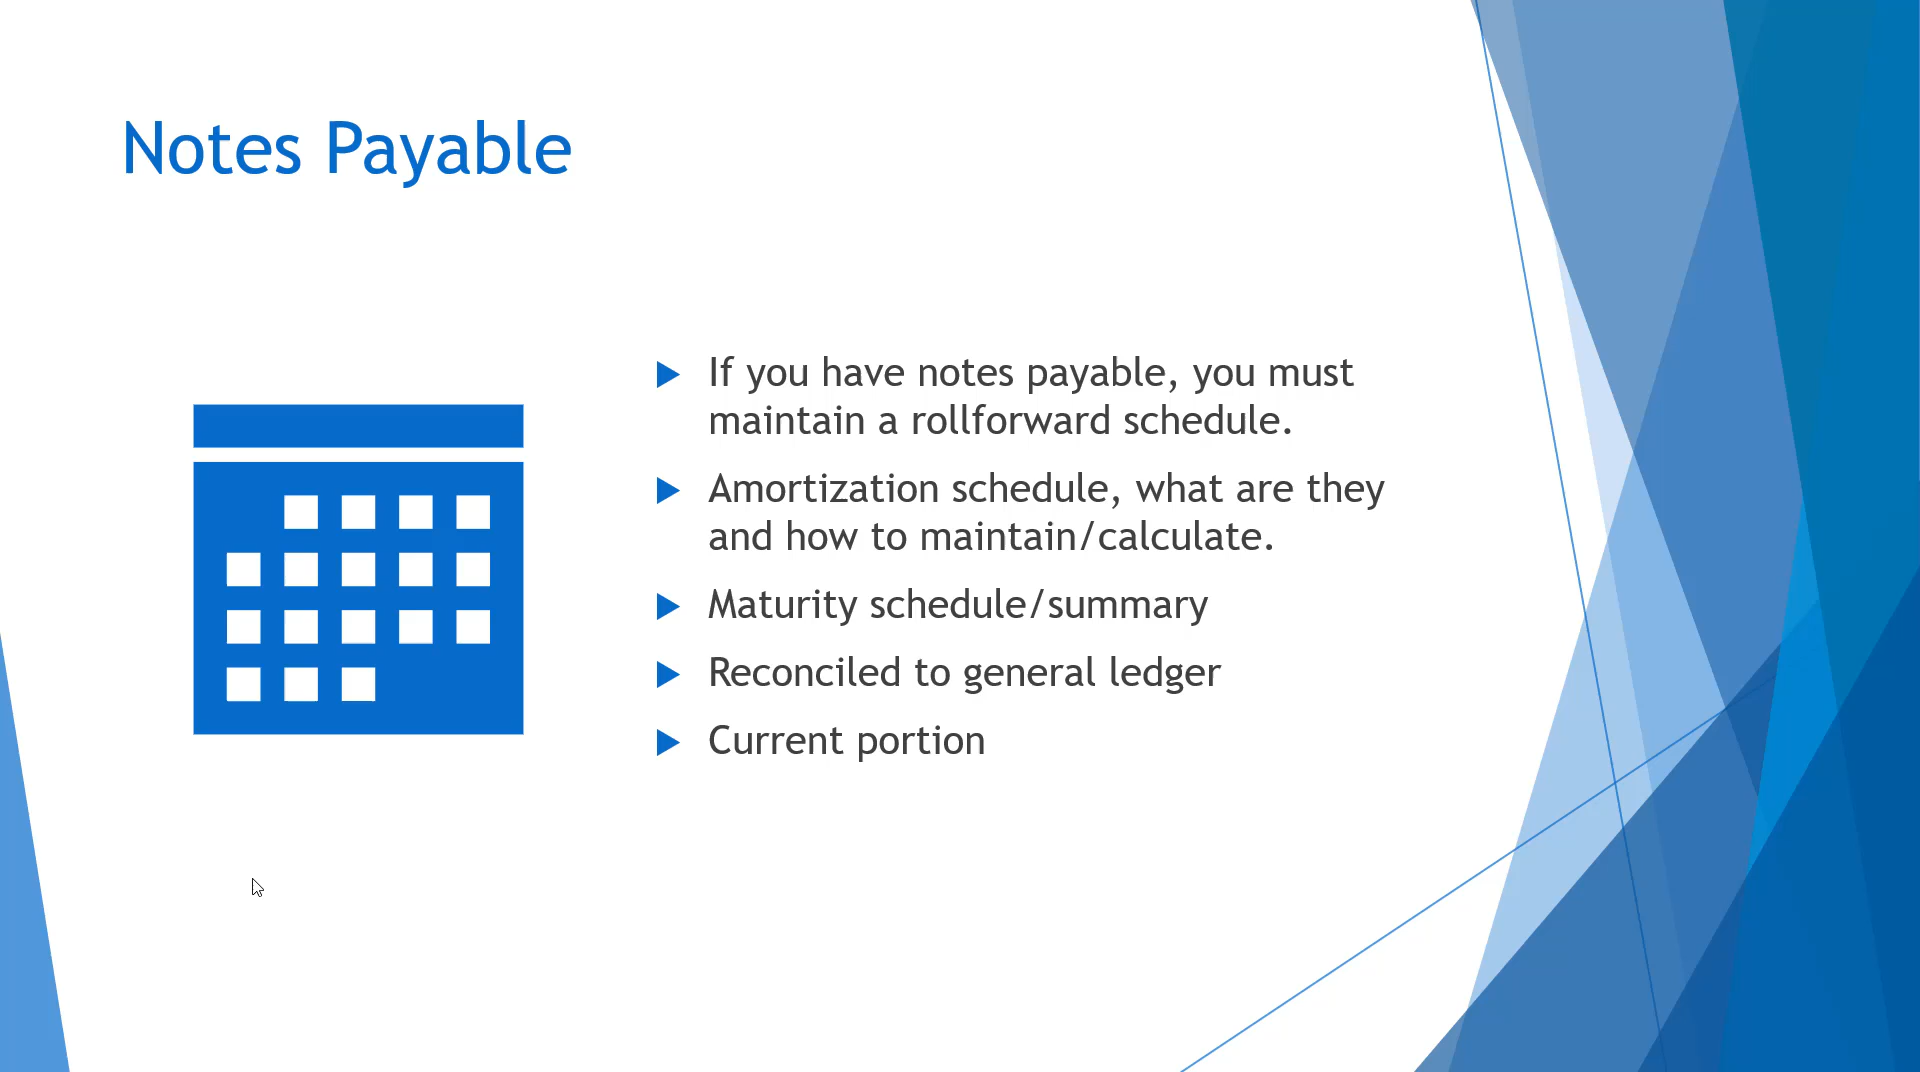 Notes Payable
If you have notes payable, you must
maintain a rollforward schedule.
Amortization schedule, what are they
and how to maintain/calculate.
Maturity schedule/summary
Reconciled to general ledger
Current portion